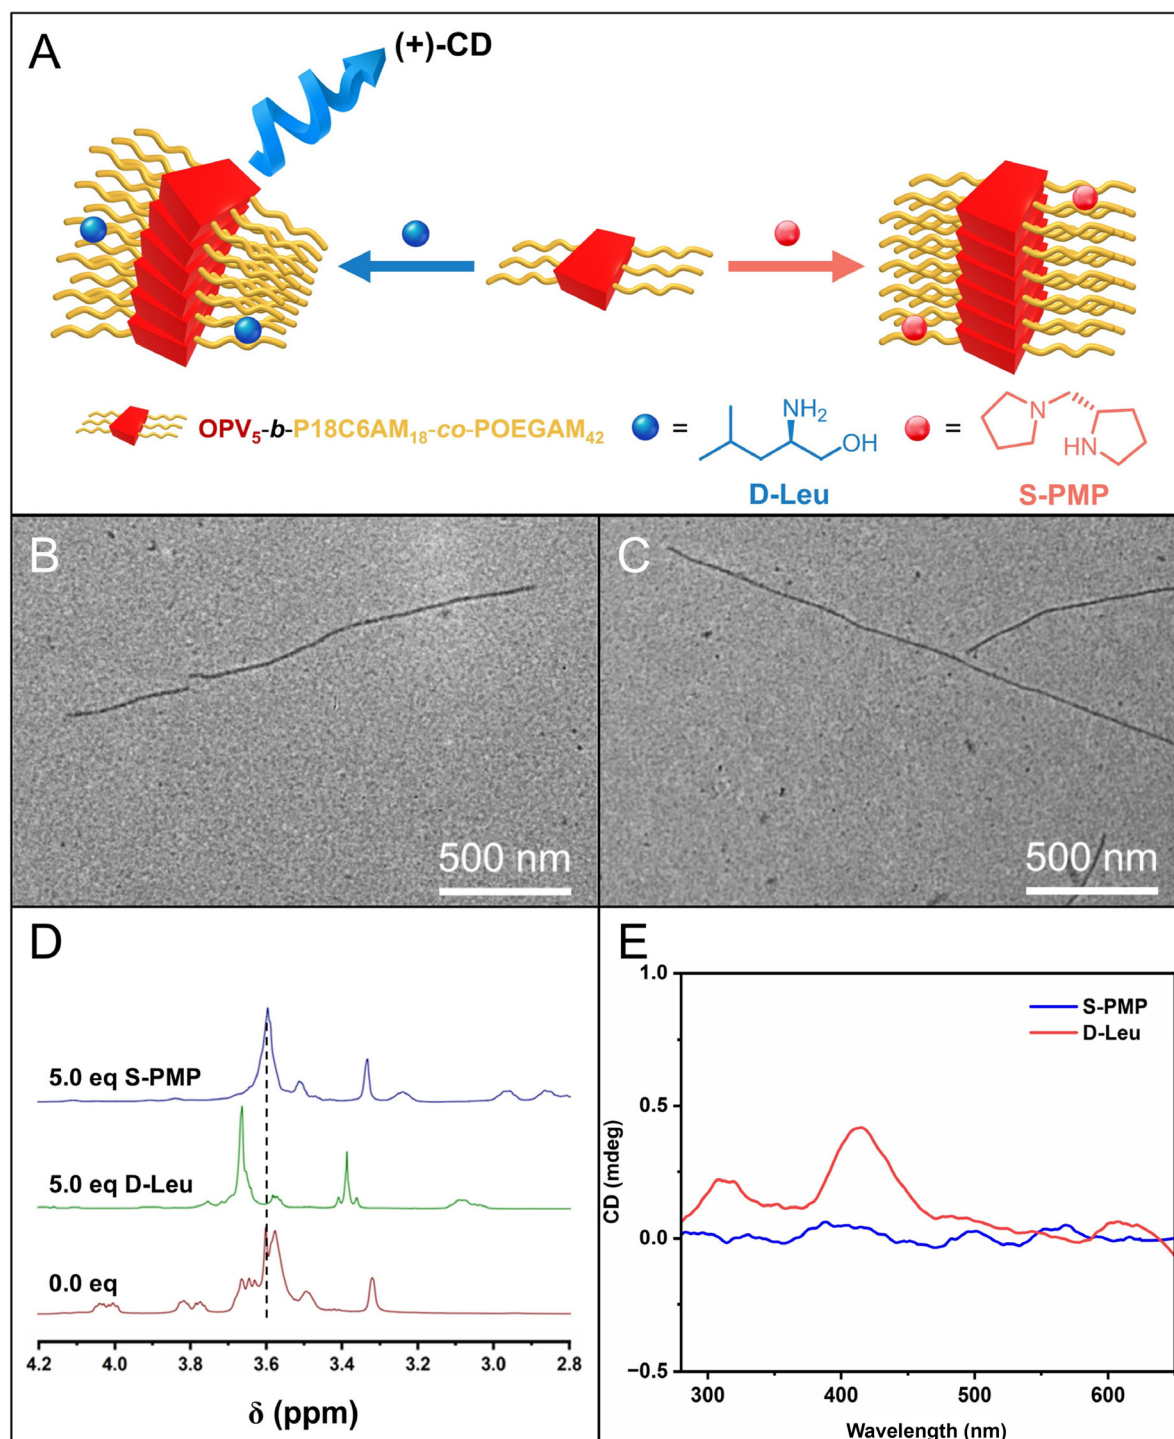 A
(+)-CD
OPV5-b-P18C6AM18-co-POEGAM42
=
NH2
OH
D-Leu
=
N
HN
S-PMP
B
500 nm
C
500 nm
D
5.0 eq S-PMP
5.0 eq D-Leu
0.0 eq
4.2 4.0 3.8 3.6 3.4 3.2 3.0 2.8
δ (ppm)
E
1.0
S-PMP
D-Leu
0.5
CD (mdeg)
0.0
−0.5
300 400 500 600
Wavelength (nm)